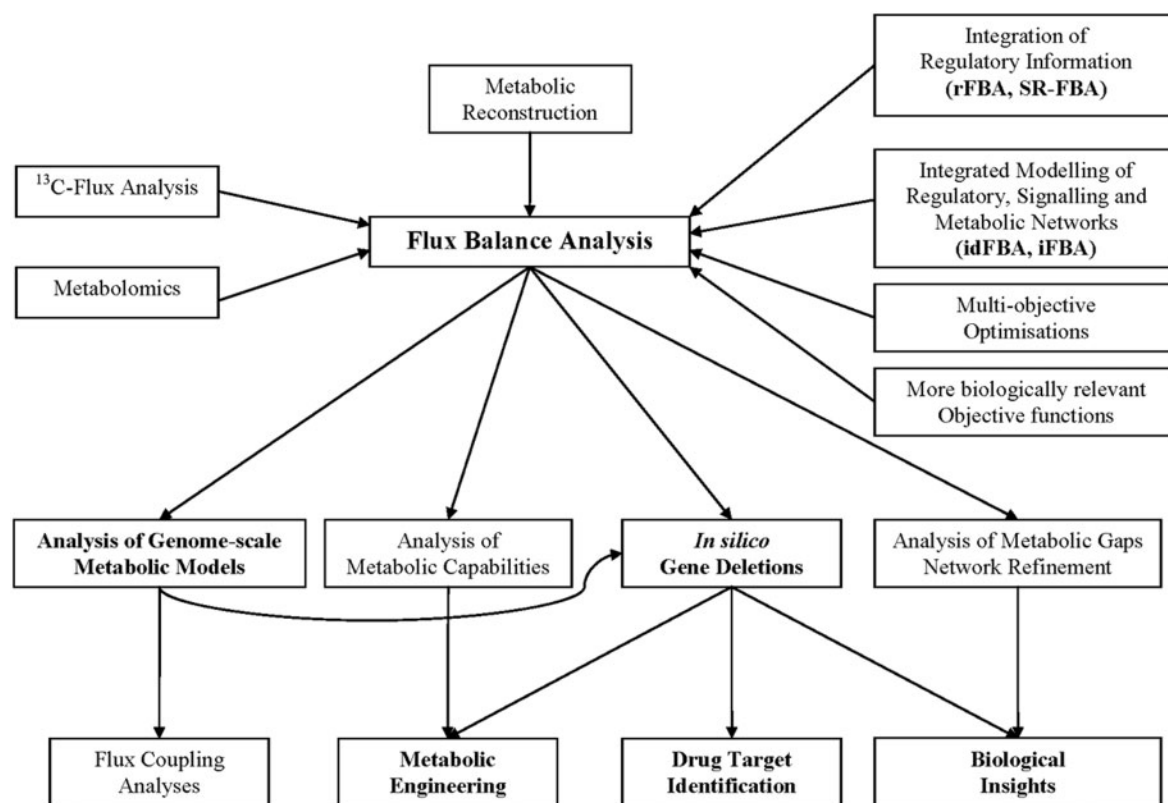 Integration of
Regulatory Information
(rFBA, SR-FBA)
Metabolic
Reconstruction
¹³C-Flux Analysis
Integrated Modelling of
Regulatory, Signalling and
Metabolic Networks
(idFBA, iFBA)
Flux Balance Analysis
Metabolomics
Multi-objective
Optimisations
More biologically relevant
Objective functions
Analysis of Genome-scale
Metabolic Models
Analysis of
Metabolic Capabilities
In silico
Gene Deletions
Analysis of Metabolic Gaps
Network Refinement
Flux Coupling
Analyses
Metabolic
Engineering
Drug Target
Identification
Biological
Insights